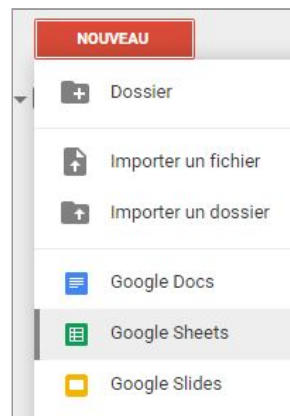 NOUVEAU
Dossier
Importer un fichier
Importer un dossier
Google Docs
Google Sheets
Google Slides